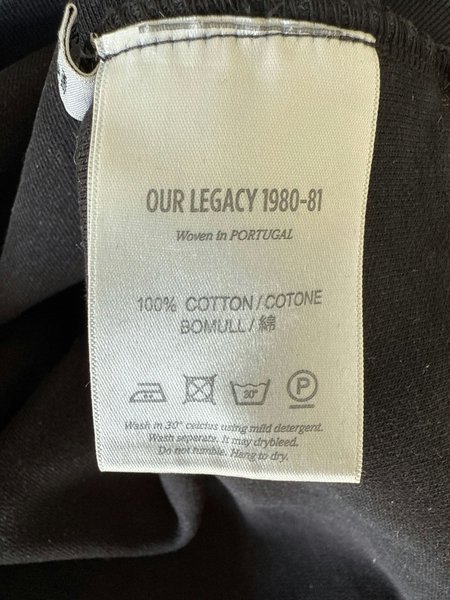 OUR LEGACY 1980-81
Woven in PORTUGAL
100% COTTON/COTONE
BOMULL/綿
30°
P
Wash in 30° celcius using mild detergent.
Wash separate. It may drybleed.
Do not tumble. Hang to dry.